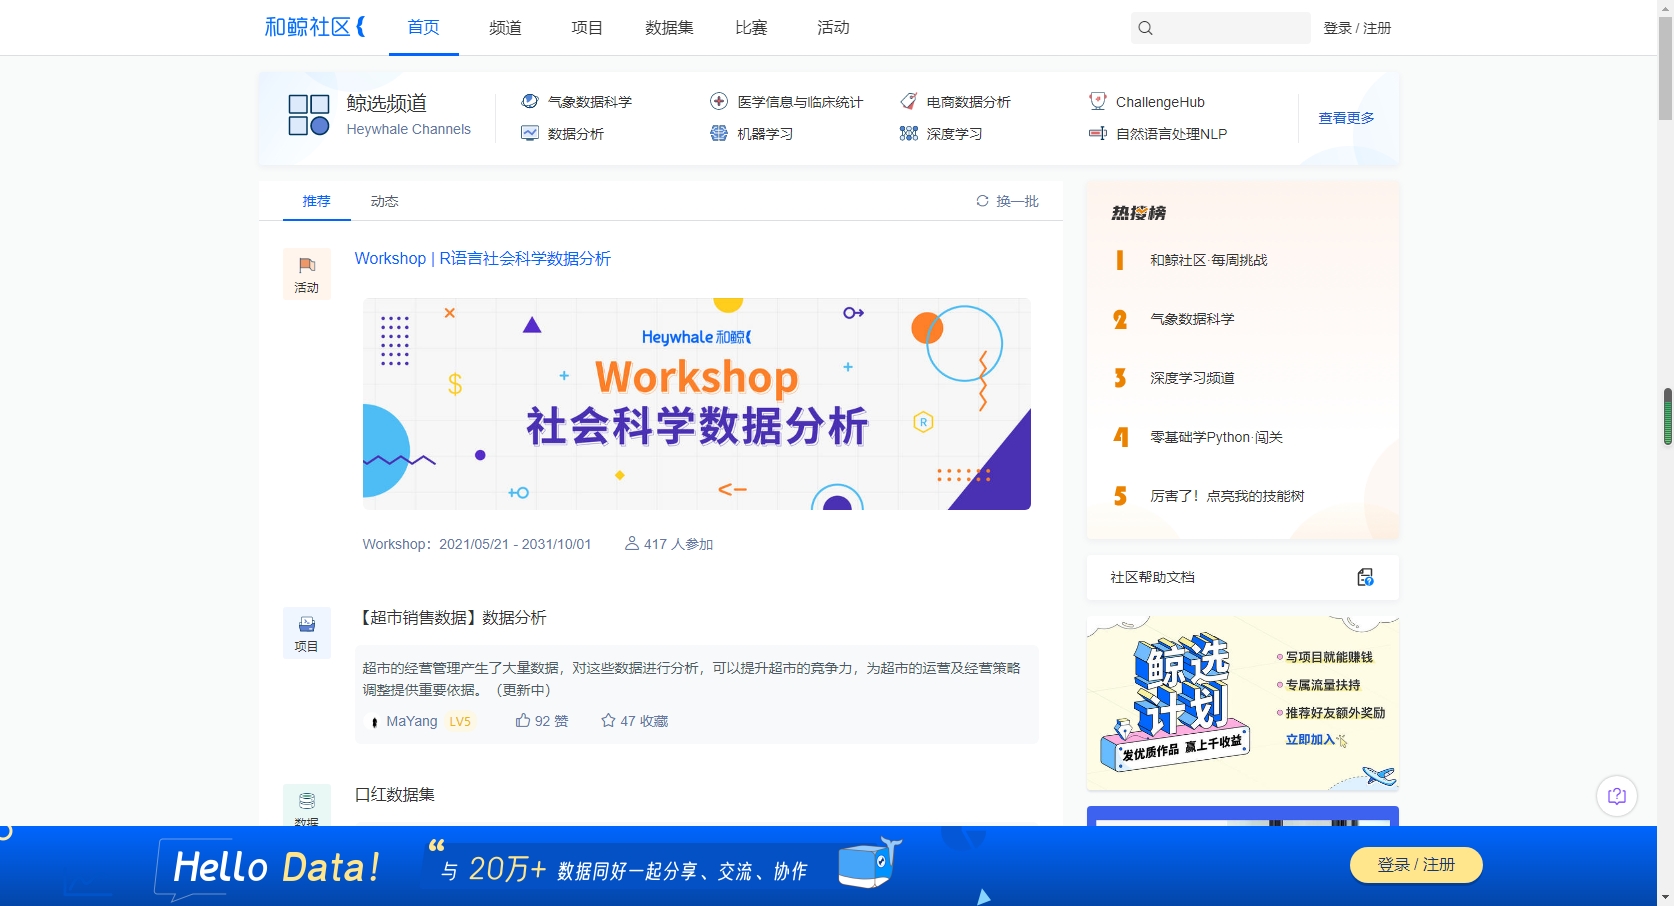 和鲸社区
首页 频道 项目 数据集 比赛 活动 登录 / 注册
鲸选频道
Heywhale Channels
气象数据科学 医学信息与临床统计 电商数据分析 ChallengeHub
数据分析 机器学习 深度学习 自然语言处理NLP
查看更多
推荐 动态 换一批
活动
Workshop | R语言社会科学数据分析
Heywhale 和鲸
Workshop
社会科学数据分析
R
Workshop：2021/05/21 - 2031/10/01 417 人参加
项目
【超市销售数据】数据分析
超市的经营管理产生了大量数据，对这些数据进行分析，可以提升超市的竞争力，为超市的运营及经营策略
调整提供重要依据。（更新中）
MaYang LV5 92 赞 47 收藏
数据
口红数据集
热搜榜
1 和鲸社区·每周挑战
2 气象数据科学
3 深度学习频道
4 零基础学Python·闯关
5 厉害了！点亮我的技能树
社区帮助文档
鲸选
计划
发优质作品 赢上千收益
写项目就能赚钱
专属流量扶持
推荐好友额外奖励
立即加入
Hello Data!
“与 20万+ 数据同好一起分享、交流、协作
登录 / 注册